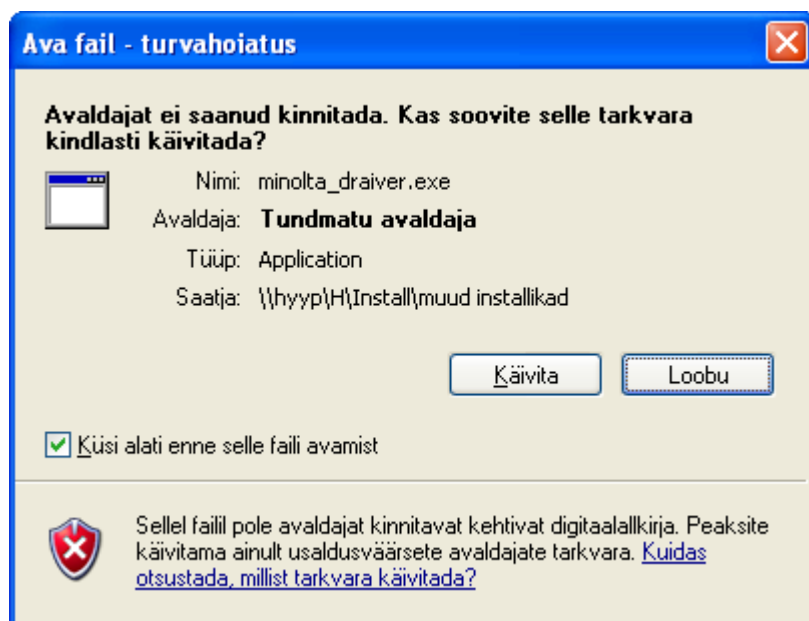 Ava fail - turvahoiatus
Avaldajat ei saanud kinnitada. Kas soovite selle tarkvara
kindlasti käivitada?
Nimi: minolta_draiver.exe
Avaldaja: Tundmatu avaldaja
Tüüp: Application
Saatja: \\hyyp\H\Install\muud installikad
Käivita Loobu
Küsi alati enne selle faili avamist
Sellel failil pole avaldajat kinnitavat kehtivat digitaalallkirja. Peaksite
käivitama ainult usaldusväärsete avaldajate tarkvara. Kuidas
otsustada, millist tarkvara käivitada?